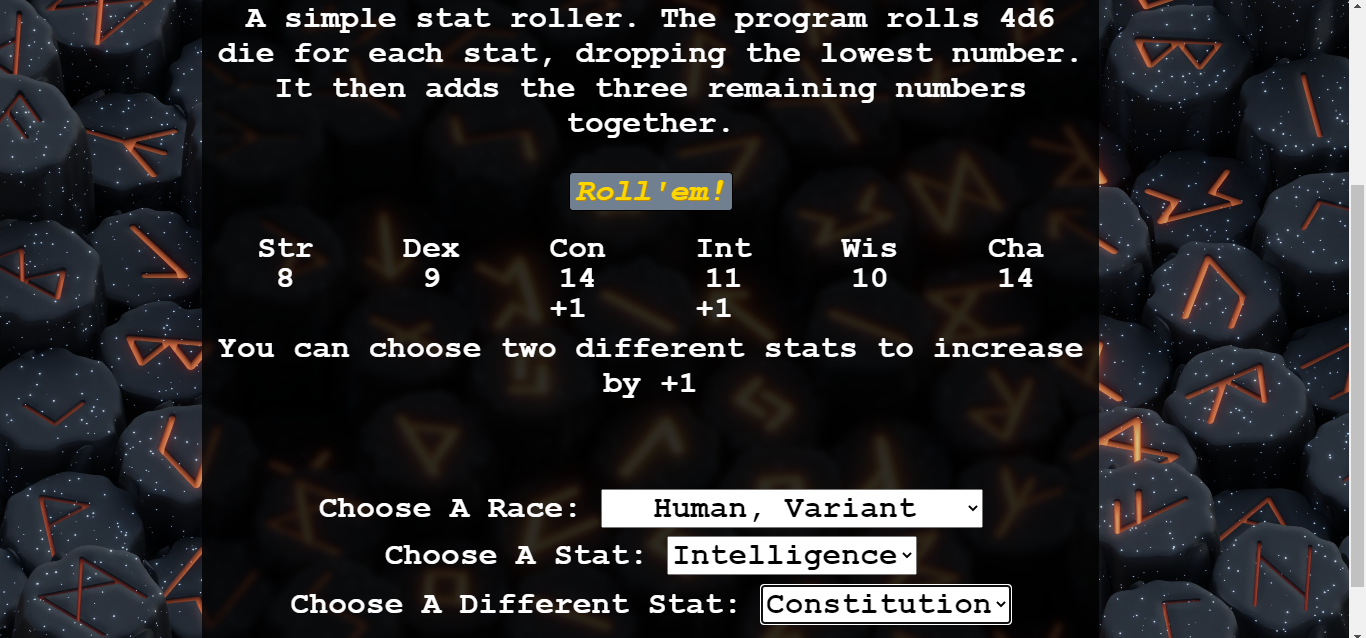 A simple stat roller. The program rolls 4d6
die for each stat, dropping the lowest number.
It then adds the three remaining numbers
together.
Roll'em!
Str Dex Con Int Wis Cha
8 9 14 11 10 14
+1 +1
You can choose two different stats to increase
by +1
Choose A Race: Human, Variant
Choose A Stat: Intelligence
Choose A Different Stat: Constitution